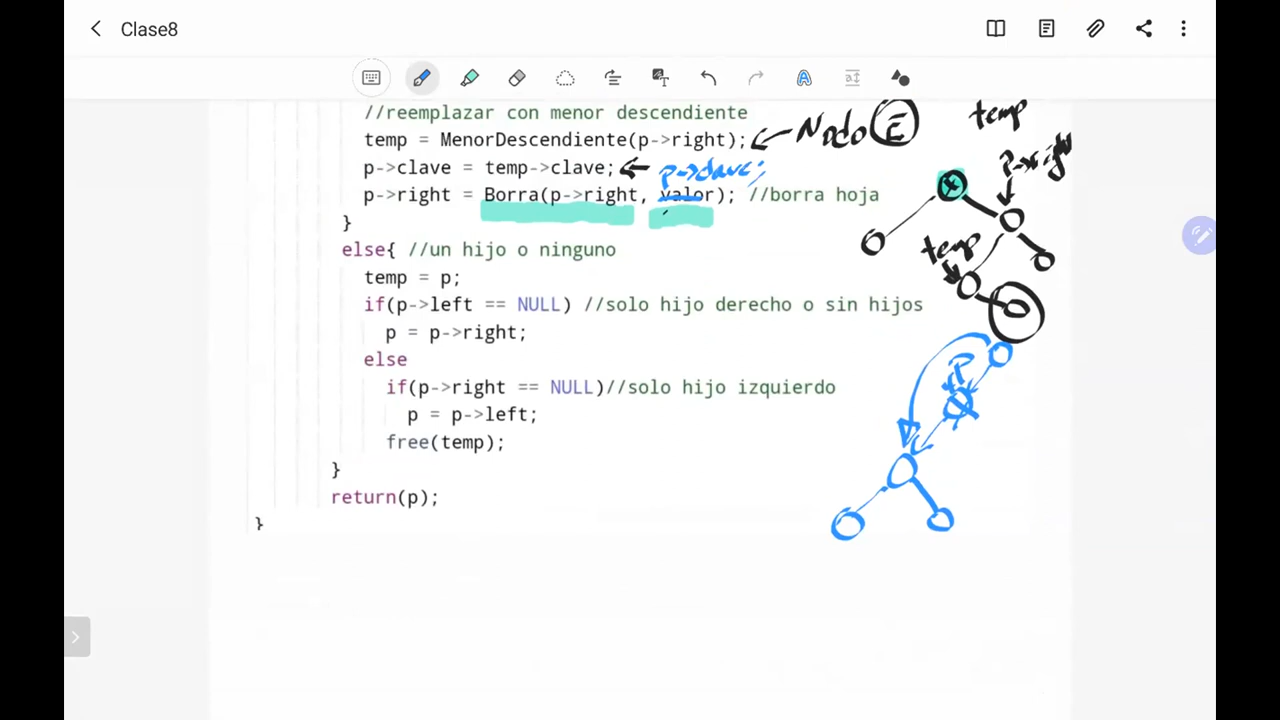 Clase8
//reemplazar con menor descendiente
temp
temp = MenorDescendiente(p->right); Nodo E
p->right
p->clave = temp->clave; p->clave;
p->right = Borra(p->right, valor); //borra hoja
}
else{ //un hijo o ninguno
temp
temp = p;
if(p->left == NULL) //solo hijo derecho o sin hijos
p = p->right;
else
P
if(p->right == NULL)//solo hijo izquierdo
p = p->left;
free(temp);
}
return(p);
}